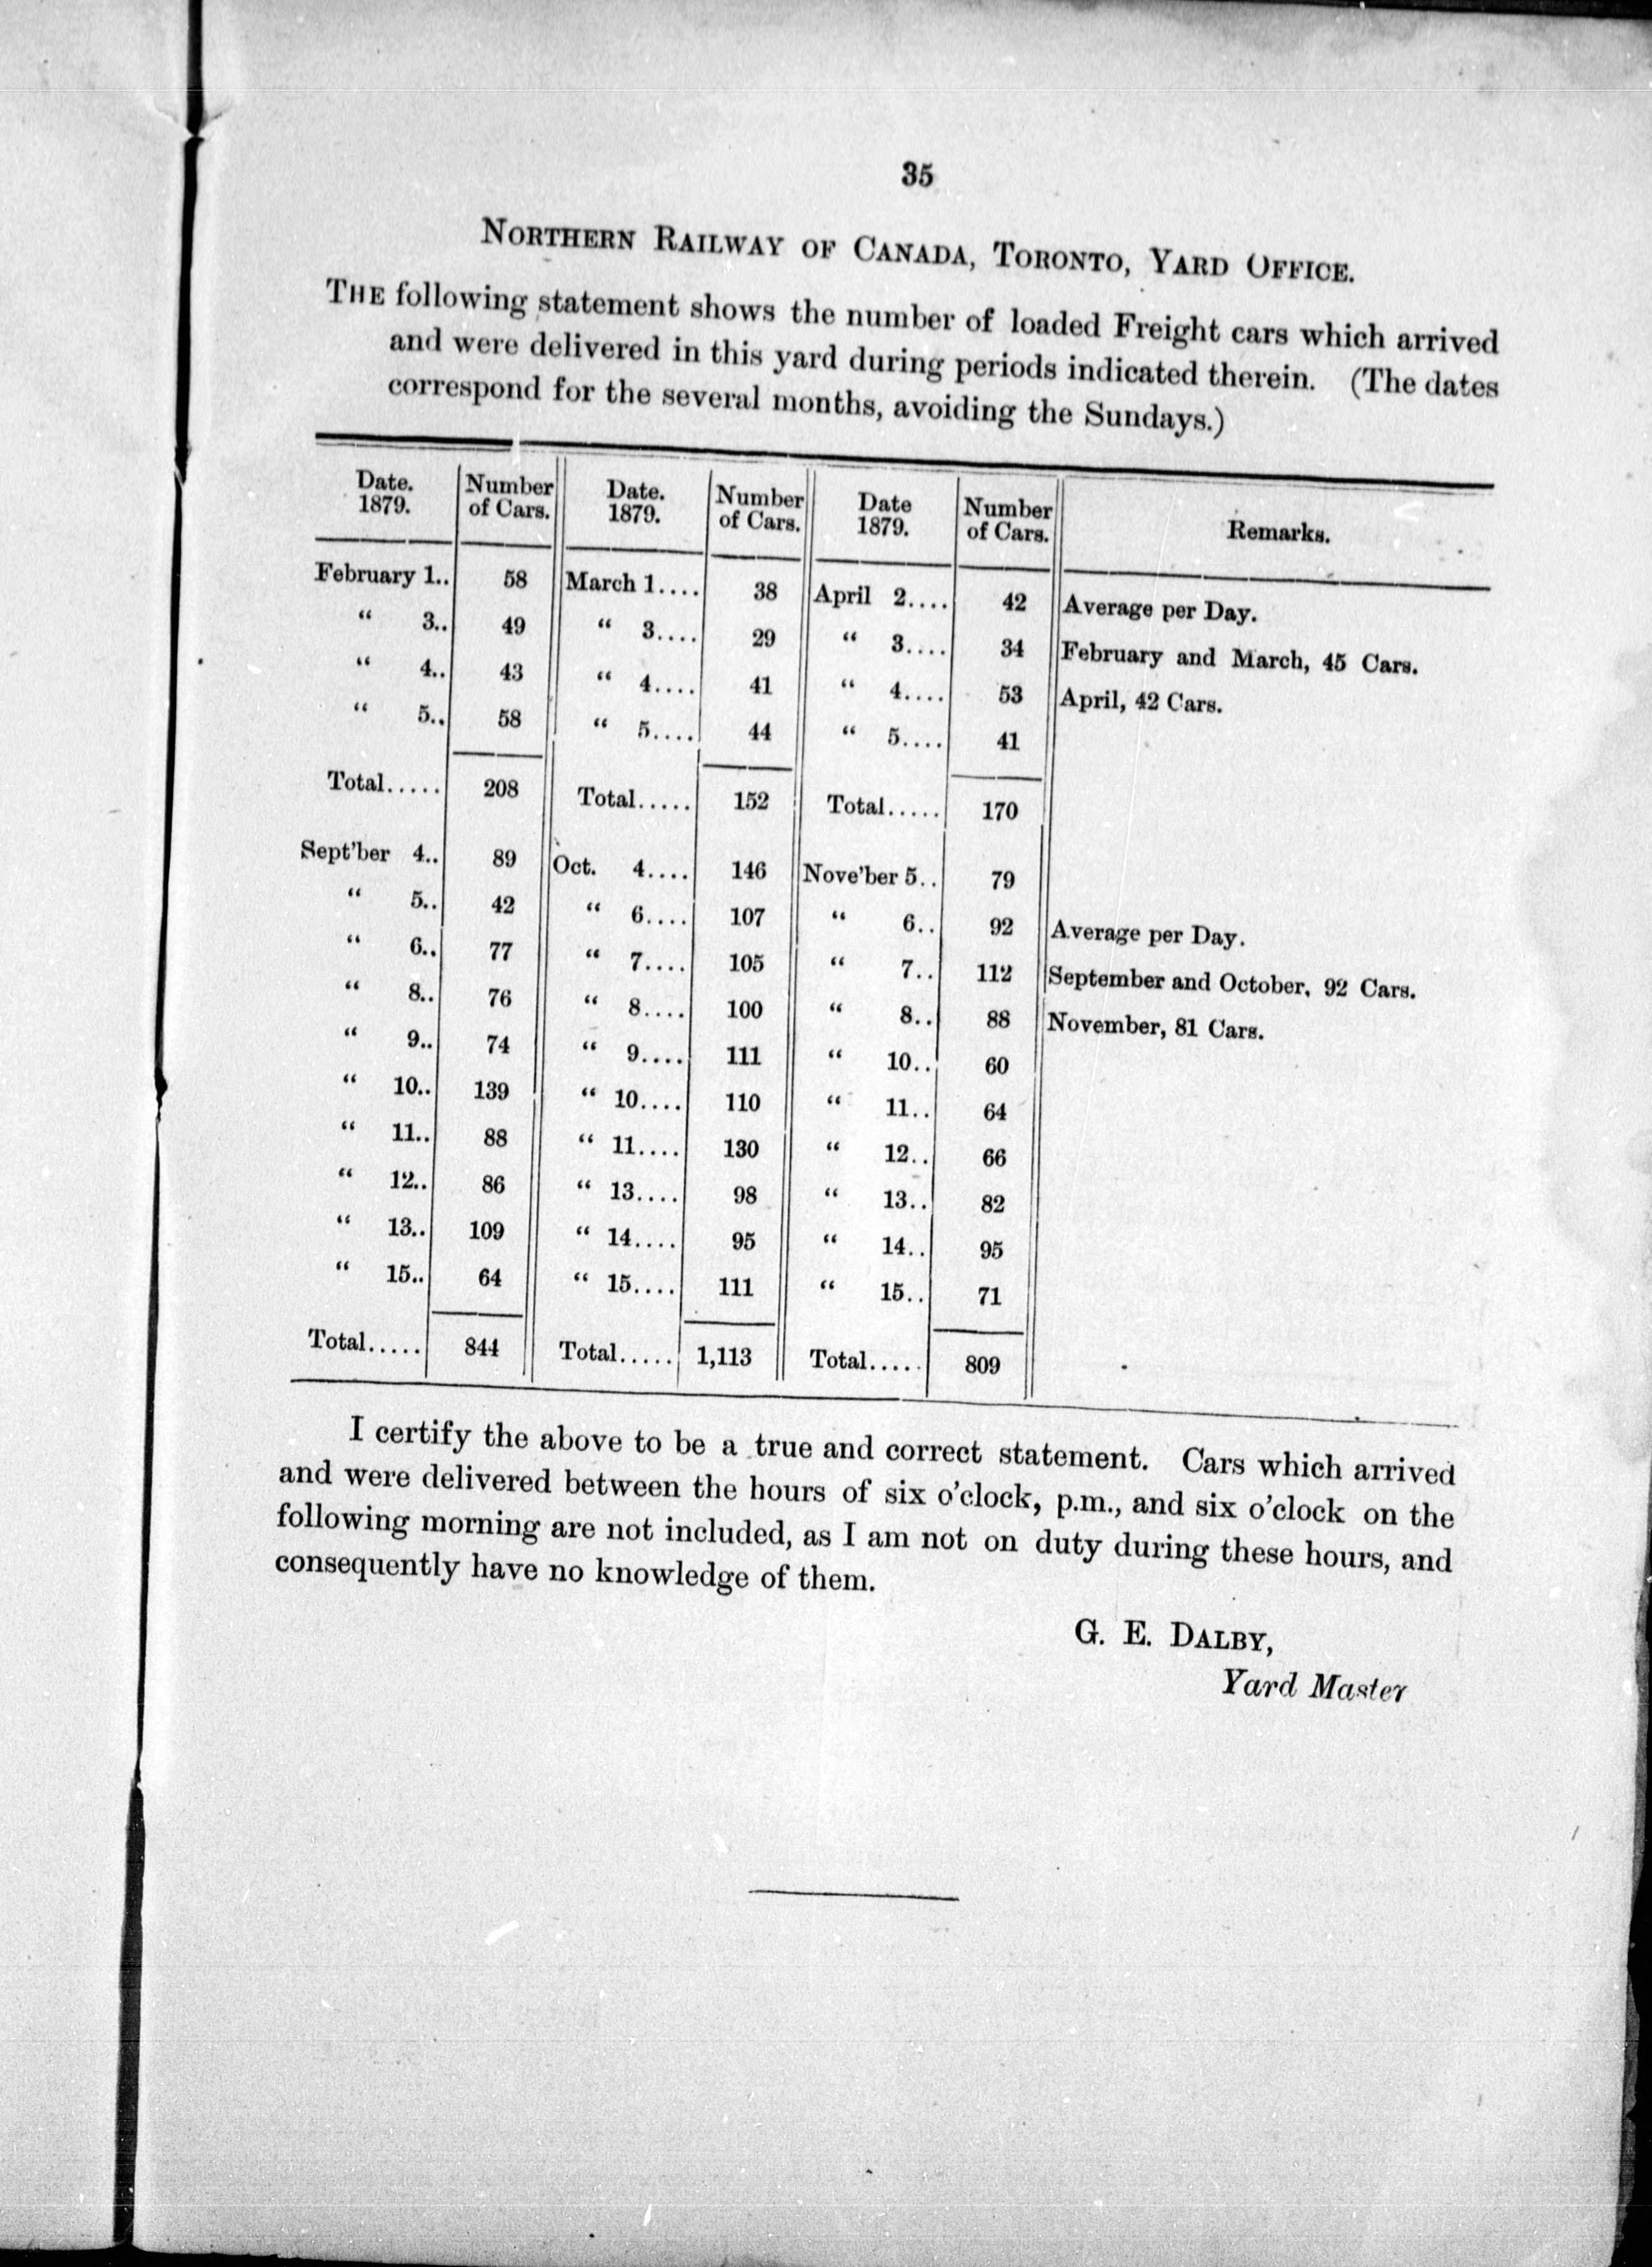 35
NORTHERN RAILWAY OF CANADA, TORONTO, YARD OFFICE.
THE following statement shows the number of loaded Freight cars which arrived
and were delivered in this yard during periods indicated therein. (The dates
correspond for the several months, avoiding the Sundays.)
Date. 1879. Number of Cars. Date. 1879. Number of Cars. Date 1879. Number of Cars. Remarks.
February 1.. 58 March 1.... 38 April 2.... 42 Average per Day.
“ 3.. 49 “ 3.... 29 “ 3.... 34 February and March, 45 Cars.
“ 4.. 43 “ 4.... 41 “ 4.... 53 April, 42 Cars.
“ 5.. 58 “ 5.... 44 “ 5.... 41
Total..... 208 Total..... 152 Total..... 170
Sept'ber 4.. 89 Oct. 4.... 146 Nove'ber 5.. 79
“ 5.. 42 “ 6.... 107 “ 6.. 92 Average per Day.
“ 6.. 77 “ 7.... 105 “ 7.. 112 September and October, 92 Cars.
“ 8.. 76 “ 8.... 100 “ 8.. 88 November, 81 Cars.
“ 9.. 74 “ 9.... 111 “ 10.. 60
“ 10.. 139 “ 10.... 110 “ 11.. 64
“ 11.. 88 “ 11.... 130 “ 12.. 66
“ 12.. 86 “ 13.... 98 “ 13.. 82
“ 13.. 109 “ 14.... 95 “ 14.. 95
“ 15.. 64 “ 15.... 111 “ 15.. 71
Total..... 844 Total..... 1,113 Total..... 809
I certify the above to be a true and correct statement. Cars which arrived
and were delivered between the hours of six o'clock, p.m., and six o'clock on the
following morning are not included, as I am not on duty during these hours, and
consequently have no knowledge of them.
G. E. DALBY,
Yard Master